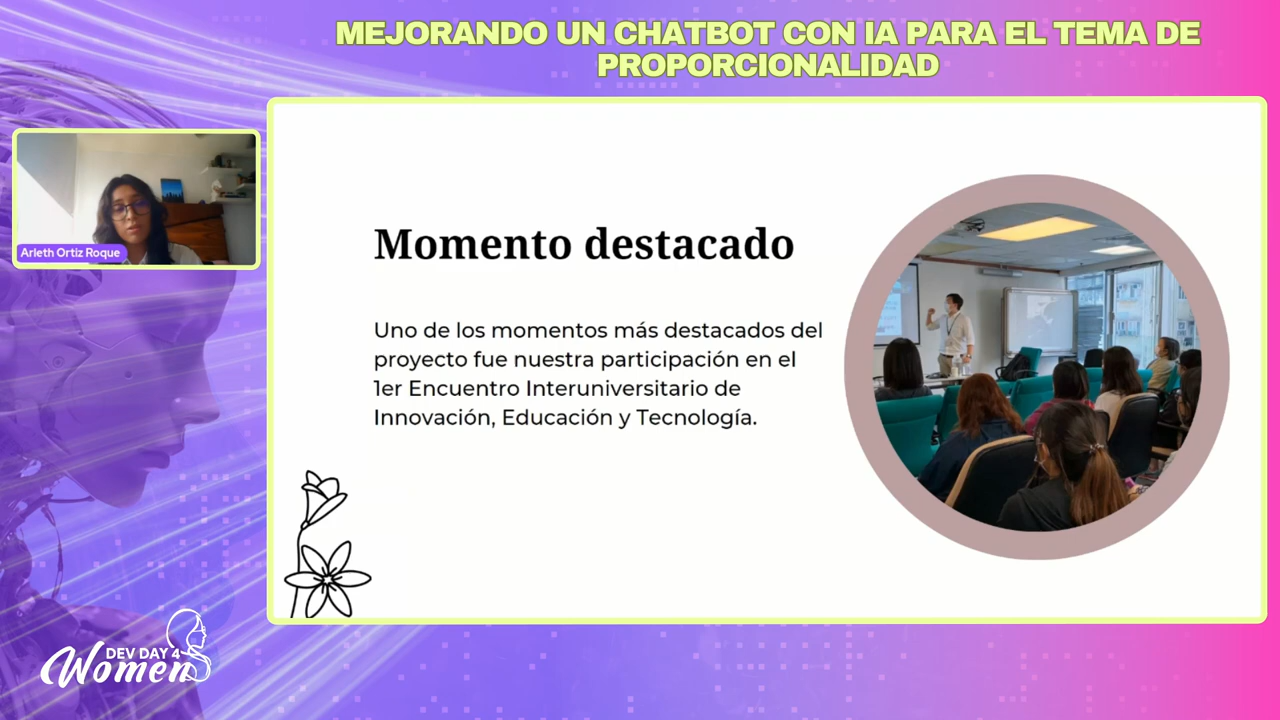 MEJORANDO UN CHATBOT CON IA PARA EL TEMA DE
PROPORCIONALIDAD
Arleth Ortiz Roque
Momento destacado
Uno de los momentos más destacados del
proyecto fue nuestra participación en el
1er Encuentro Interuniversitario de
Innovación, Educación y Tecnología.
DEV DAY 4
Women